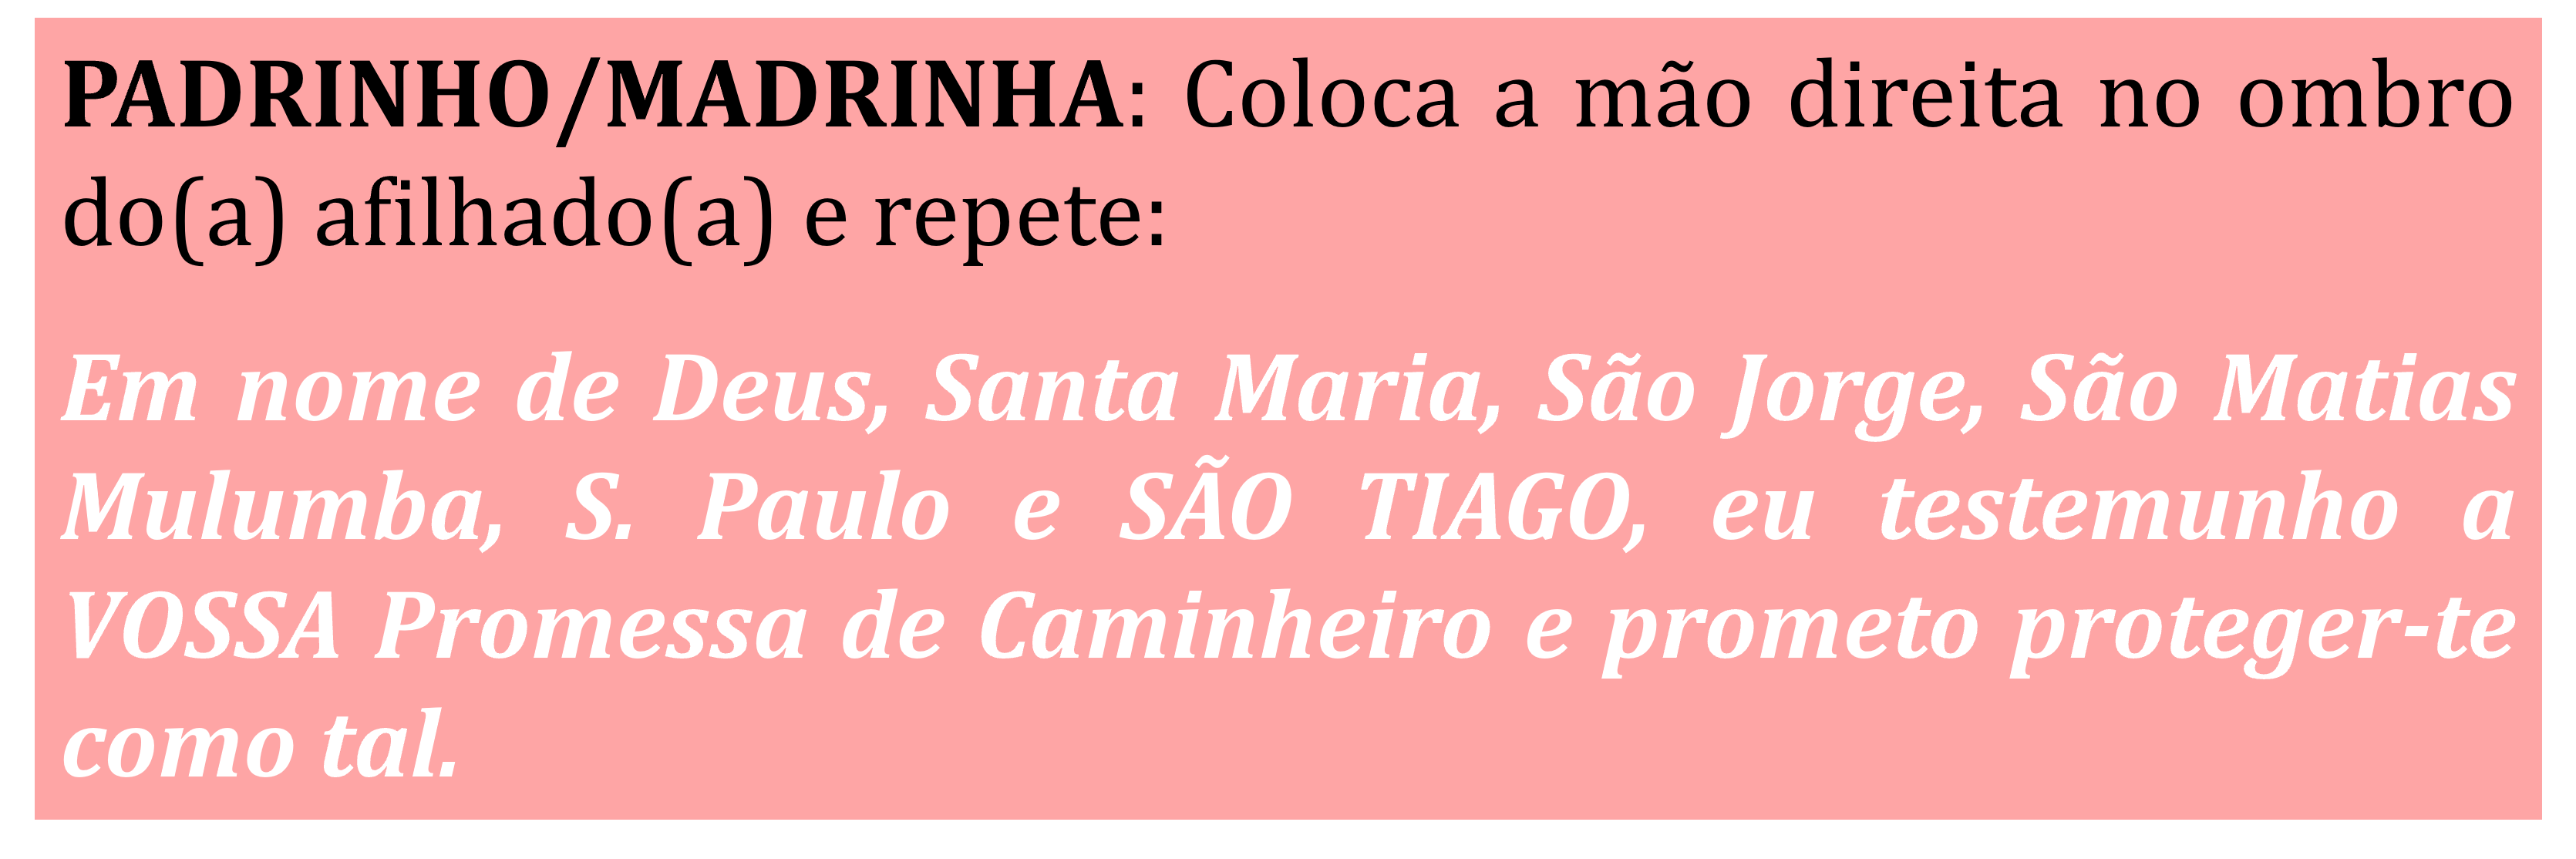 PADRINHO/MADRINHA: Coloca a mão direita no ombro
do(a) afilhado(a) e repete:
Em nome de Deus, Santa Maria, São Jorge, São Matias
Mulumba, S. Paulo e SÃO TIAGO, eu testemunho a
VOSSA Promessa de Caminheiro e prometo proteger-te
como tal.